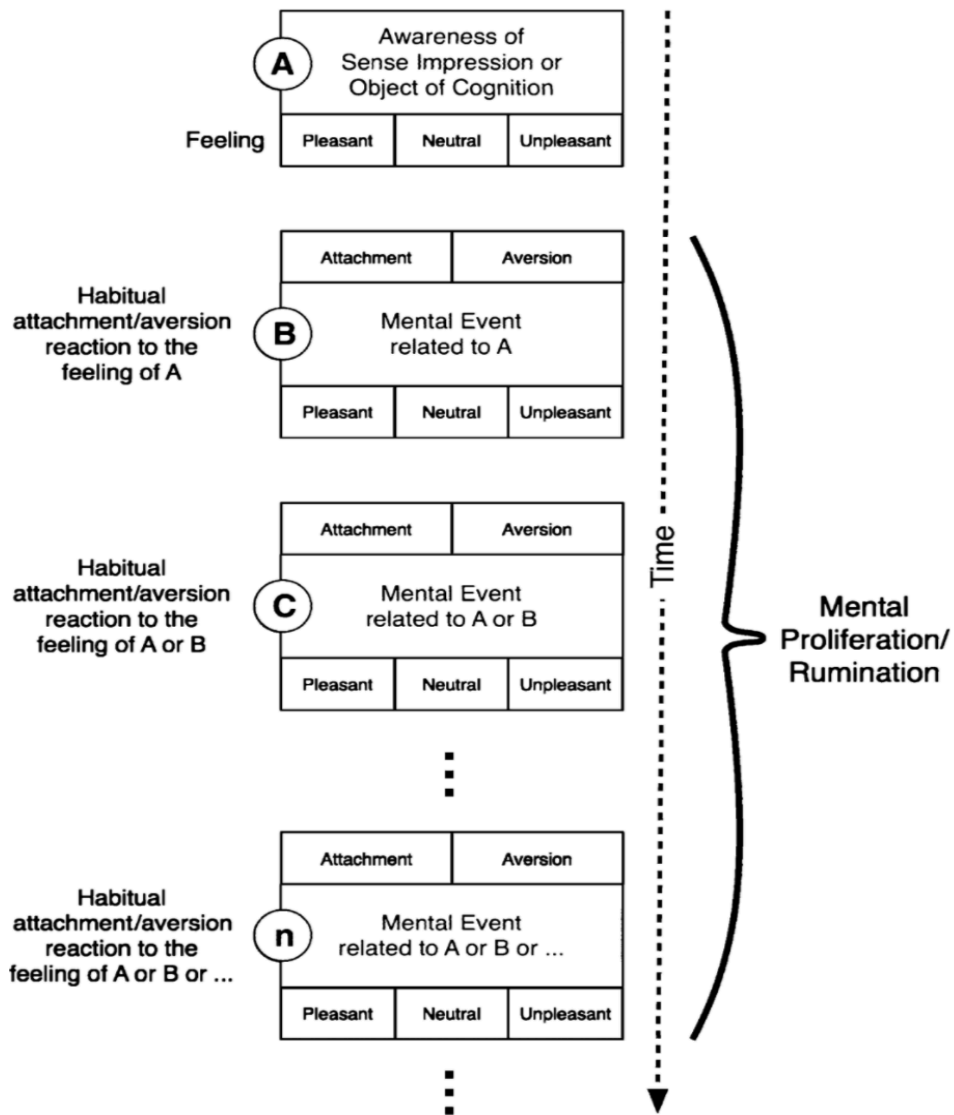 Awareness of
Sense Impression or
Object of Cognition
A
Feeling
Pleasant
Neutral
Unpleasant
Attachment
Aversion
Habitual
attachment/aversion
reaction to the
feeling of A
B
Mental Event
related to A
Pleasant
Neutral
Unpleasant
Attachment
Aversion
Habitual
attachment/aversion
reaction to the
feeling of A or B
C
Mental Event
related to A or B
Pleasant
Neutral
Unpleasant
Time
Mental
Proliferation/
Rumination
Attachment
Aversion
Habitual
attachment/aversion
reaction to the
feeling of A or B or ...
n
Mental Event
related to A or B or ...
Pleasant
Neutral
Unpleasant